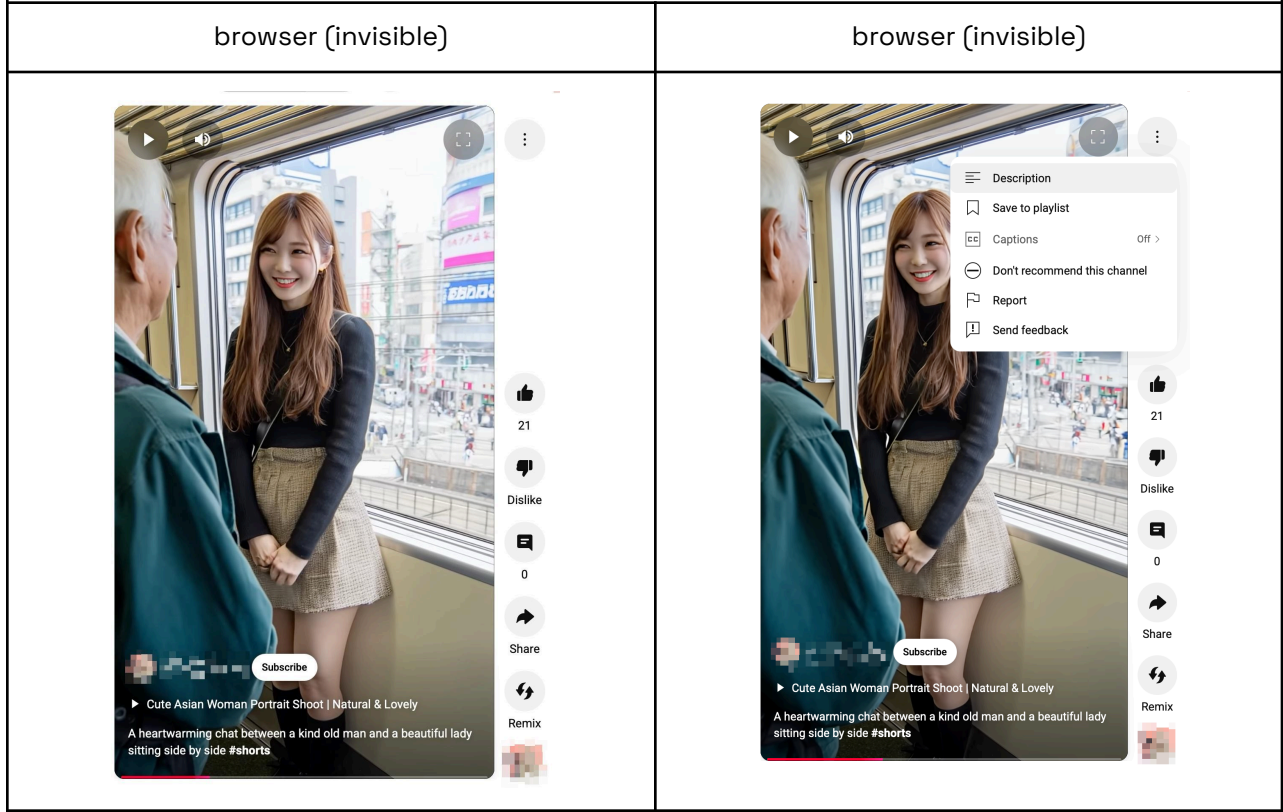 browser (invisible)
browser (invisible)
21
Dislike
0
Share
Remix
Subscribe
Cute Asian Woman Portrait Shoot | Natural & Lovely
A heartwarming chat between a kind old man and a beautiful lady
sitting side by side #shorts
Description
Save to playlist
CC Captions Off >
Don't recommend this channel
Report
Send feedback
21
Dislike
0
Share
Remix
Subscribe
Cute Asian Woman Portrait Shoot | Natural & Lovely
A heartwarming chat between a kind old man and a beautiful lady
sitting side by side #shorts